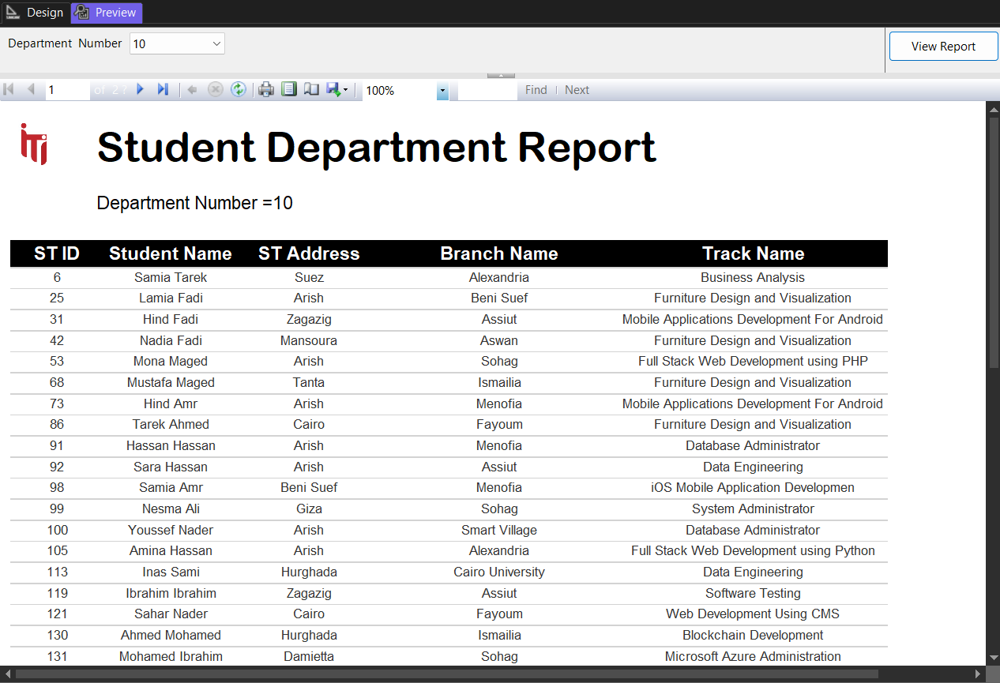 Design Preview
Department Number 10 View Report
1 of 2 ? 100% Find Next
iTi Student Department Report
Department Number =10
ST ID Student Name ST Address Branch Name Track Name
6 Samia Tarek Suez Alexandria Business Analysis
25 Lamia Fadi Arish Beni Suef Furniture Design and Visualization
31 Hind Fadi Zagazig Assiut Mobile Applications Development For Android
42 Nadia Fadi Mansoura Aswan Furniture Design and Visualization
53 Mona Maged Arish Sohag Full Stack Web Development using PHP
68 Mustafa Maged Tanta Ismailia Furniture Design and Visualization
73 Hind Amr Arish Menofia Mobile Applications Development For Android
86 Tarek Ahmed Cairo Fayoum Furniture Design and Visualization
91 Hassan Hassan Arish Menofia Database Administrator
92 Sara Hassan Arish Assiut Data Engineering
98 Samia Amr Beni Suef Menofia iOS Mobile Application Developmen
99 Nesma Ali Giza Sohag System Administrator
100 Youssef Nader Arish Smart Village Database Administrator
105 Amina Hassan Arish Alexandria Full Stack Web Development using Python
113 Inas Sami Hurghada Cairo University Data Engineering
119 Ibrahim Ibrahim Zagazig Assiut Software Testing
121 Sahar Nader Cairo Fayoum Web Development Using CMS
130 Ahmed Mohamed Hurghada Ismailia Blockchain Development
131 Mohamed Ibrahim Damietta Sohag Microsoft Azure Administration